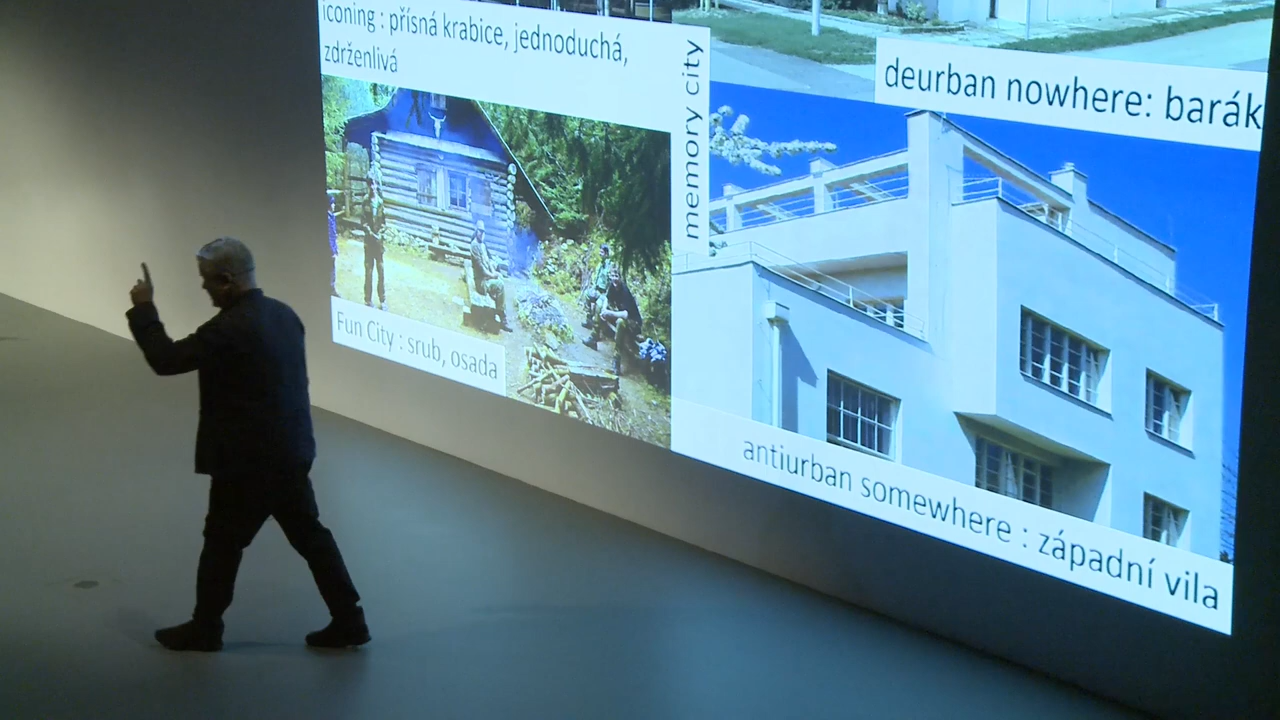 iconing : přísná krabice, jednoduchá,
zdrženlivá
memory city
deurban nowhere: barák
Fun City : srub, osada
antiurban somewhere : západní vila